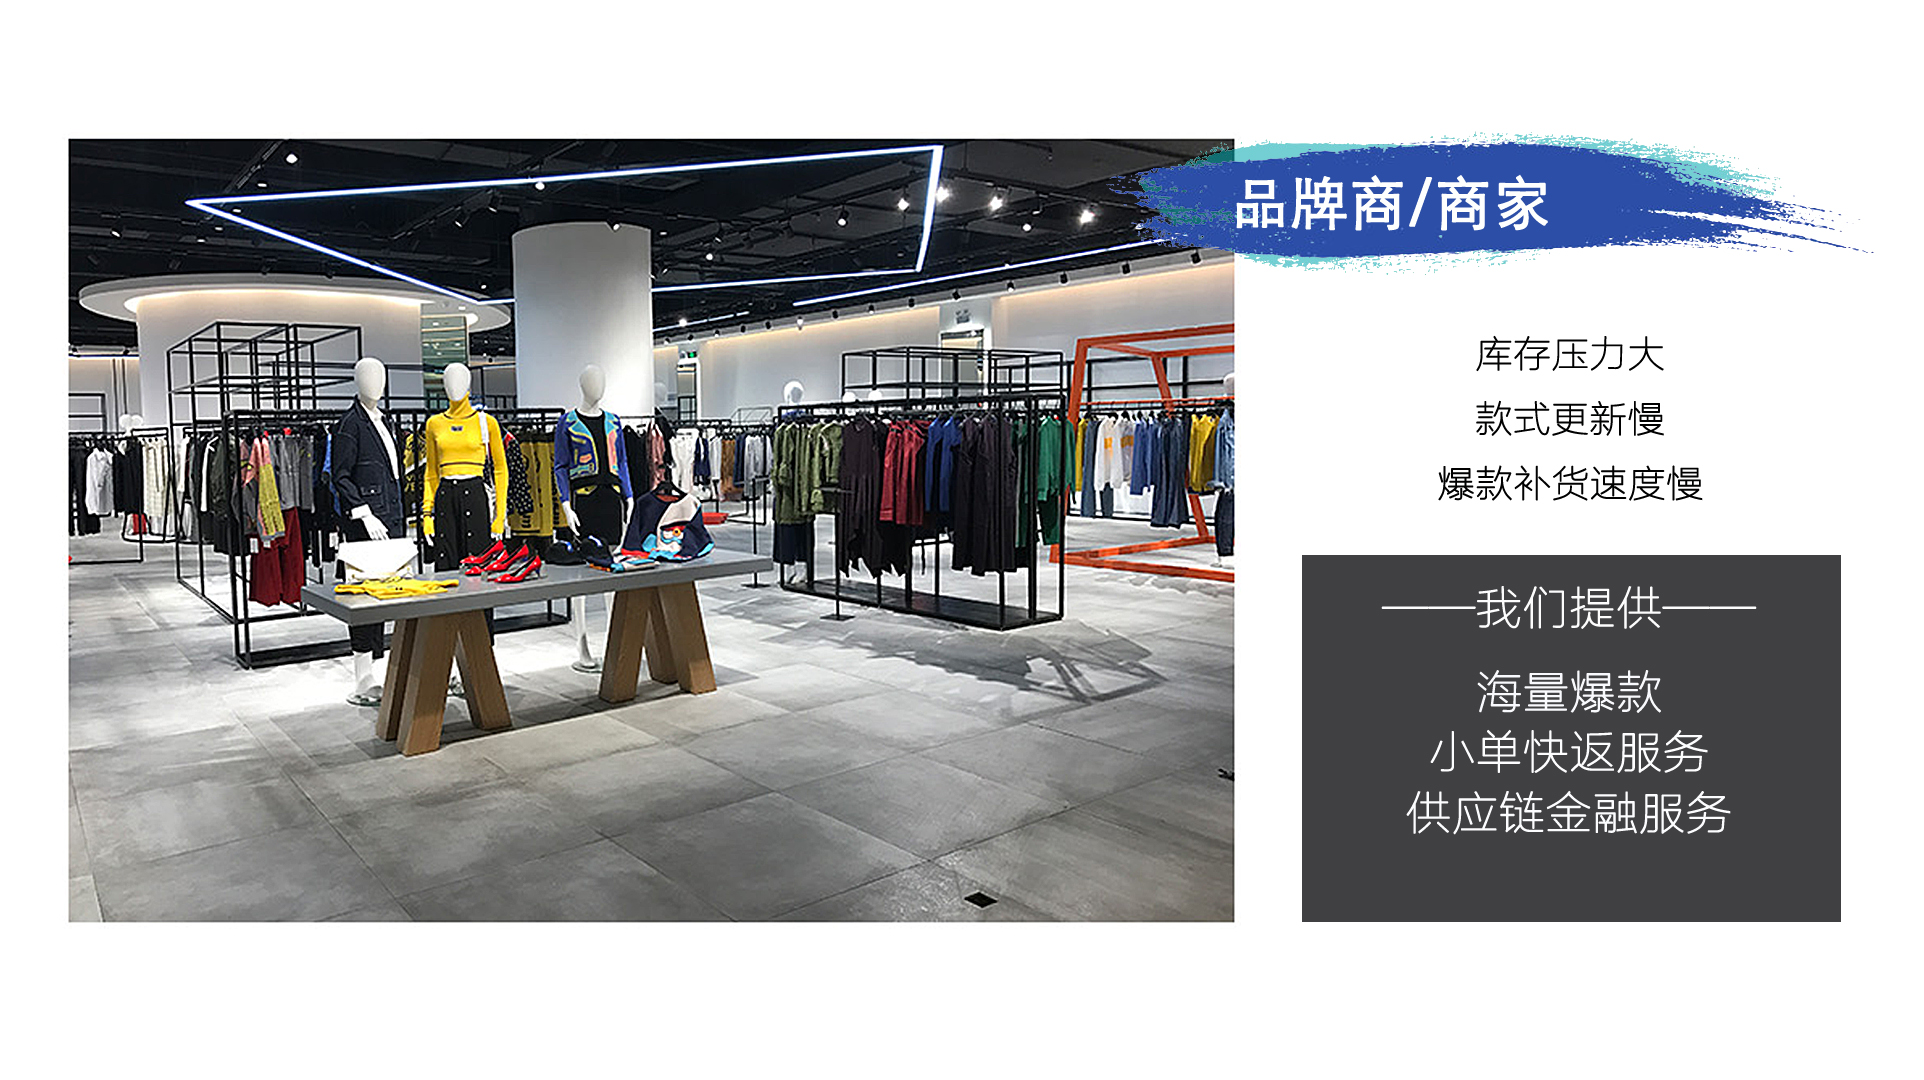 品牌商/商家
库存压力大
款式更新慢
爆款补货速度慢
——我们提供——
海量爆款
小单快返服务
供应链金融服务